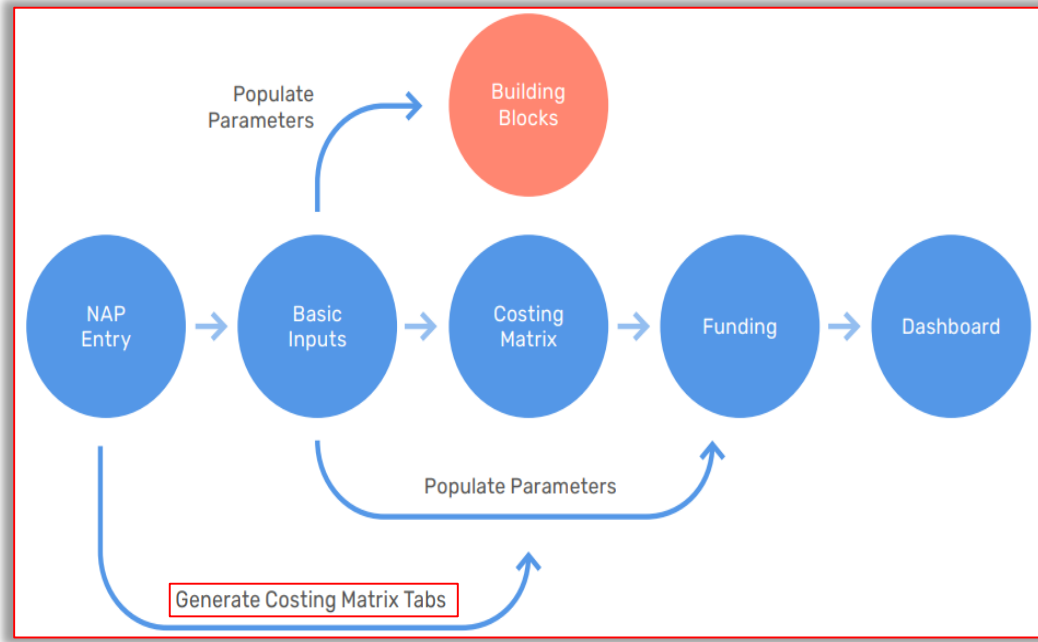 Populate
Parameters
Building
Blocks
NAP
Entry
Basic
Inputs
Costing
Matrix
Funding
Dashboard
Populate Parameters
Generate Costing Matrix Tabs